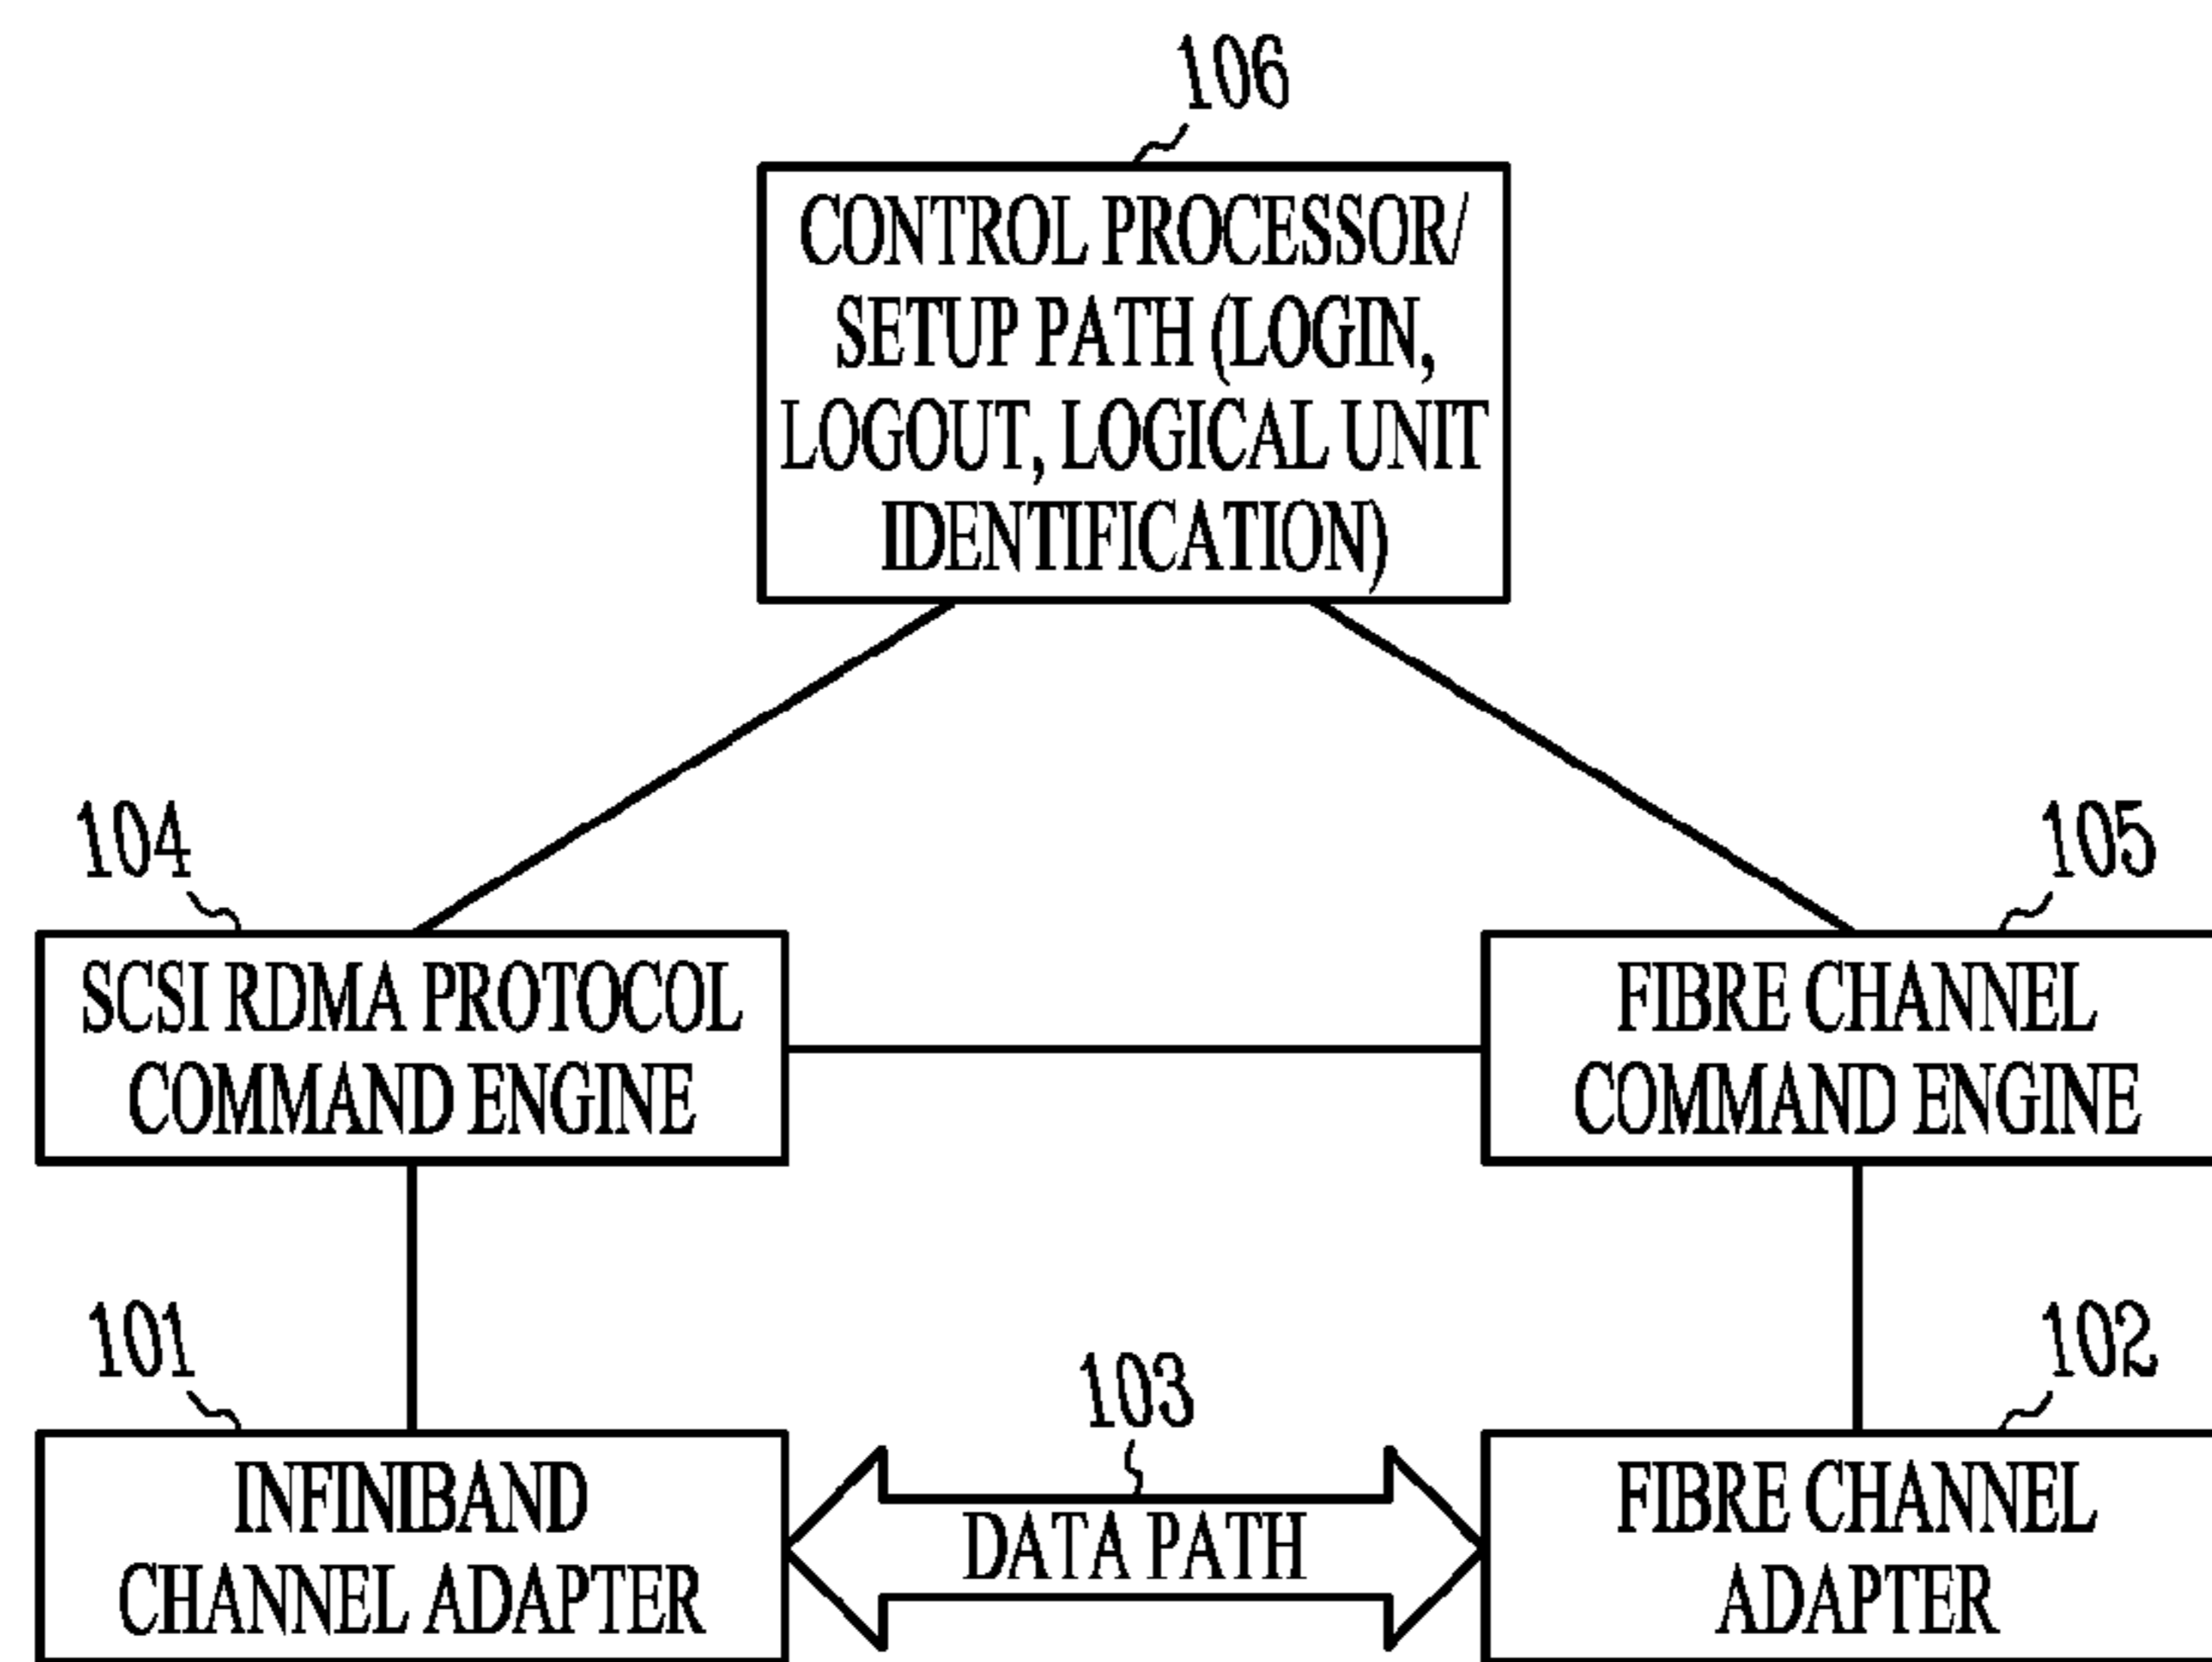 106
CONTROL PROCESSOR/
SETUP PATH (LOGIN,
LOGOUT, LOGICAL UNIT
IDENTIFICATION)
104
105
SCSI RDMA PROTOCOL
COMMAND ENGINE
FIBRE CHANNEL
COMMAND ENGINE
101
103
102
INFINIBAND
CHANNEL ADAPTER
DATA PATH
FIBRE CHANNEL
ADAPTER